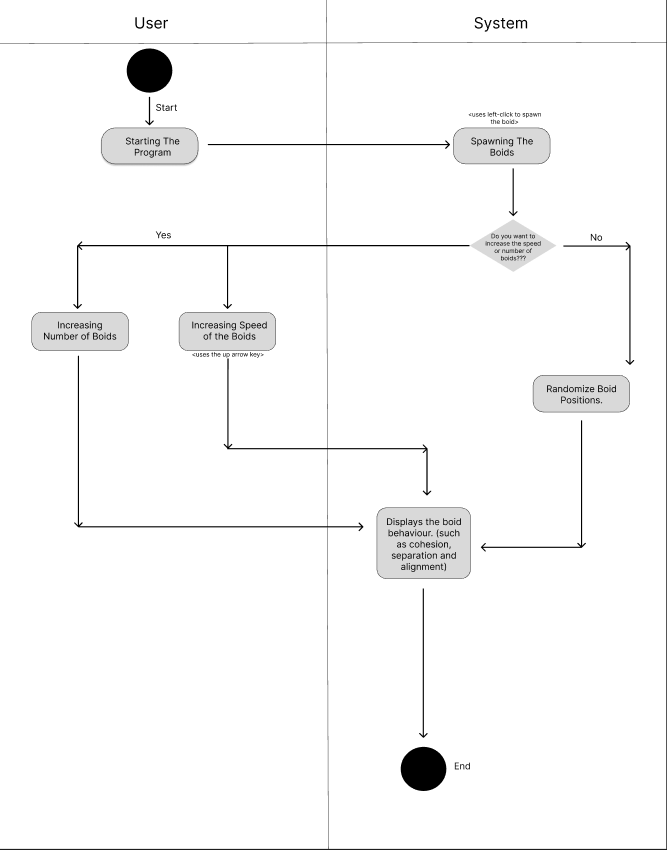 User
System
Start
Starting The
Program
<uses left-click to spawn
the boid>
Spawning The
Boids
Do you want to
increase the speed
or number of
boids???
Yes
No
Increasing
Number of Boids
Increasing Speed
of the Boids
<uses the up arrow key>
Randomize Boid
Positions.
Displays the boid
behaviour. (such
as cohesion,
separation and
alignment)
End